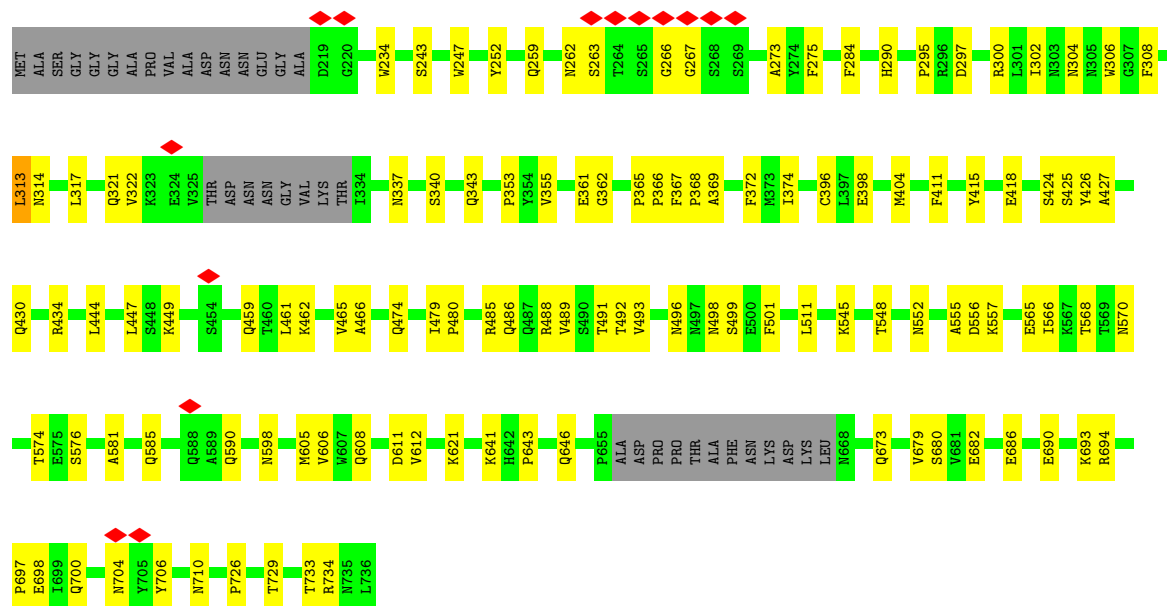 MET ALA SER GLY GLY GLY ALA PRO VAL ALA ASP ASN ASN GLU GLY ALA D219 G220 W234 S243 W247 Y252 Q259 N262 S263 T264 S265 G266 G267 S268 S269 A273 Y274 F275 F284 H290 P295 R296 D297 R300 L301 I302 N303 N304 N305 W306 G307 F308
L313 N314 L317 Q321 V322 K323 E324 V325 THR ASP ASN ASN GLY VAL LYS THR I334 N337 S340 Q343 P353 Y354 V355 E361 G362 P365 P366 F367 P368 A369 F372 M373 I374 C396 L397 E398 M404 F411 Y415 E418 S424 S425 Y426 A427
Q430 R434 L444 L447 S448 K449 S454 Q459 T460 L461 K462 V465 A466 Q474 I479 P480 R485 Q486 Q487 R488 V489 S490 T491 T492 V493 N496 N497 N498 S499 E500 F501 L511 K545 T548 N552 A555 D556 K557 E565 I566 K567 T568 T569 N570
T574 E575 S576 A581 Q585 Q588 A589 Q590 N598 M605 V606 W607 Q608 D611 V612 K621 K641 H642 P643 Q646 P655 ALA ASP PRO PRO THR ALA PHE ASN LYS ASP LYS LEU N668 Q673 V679 S680 V681 E682 E686 E690 K693 R694
P697 E698 I699 Q700 N704 Y705 Y706 N710 P726 T729 T733 R734 N735 L736